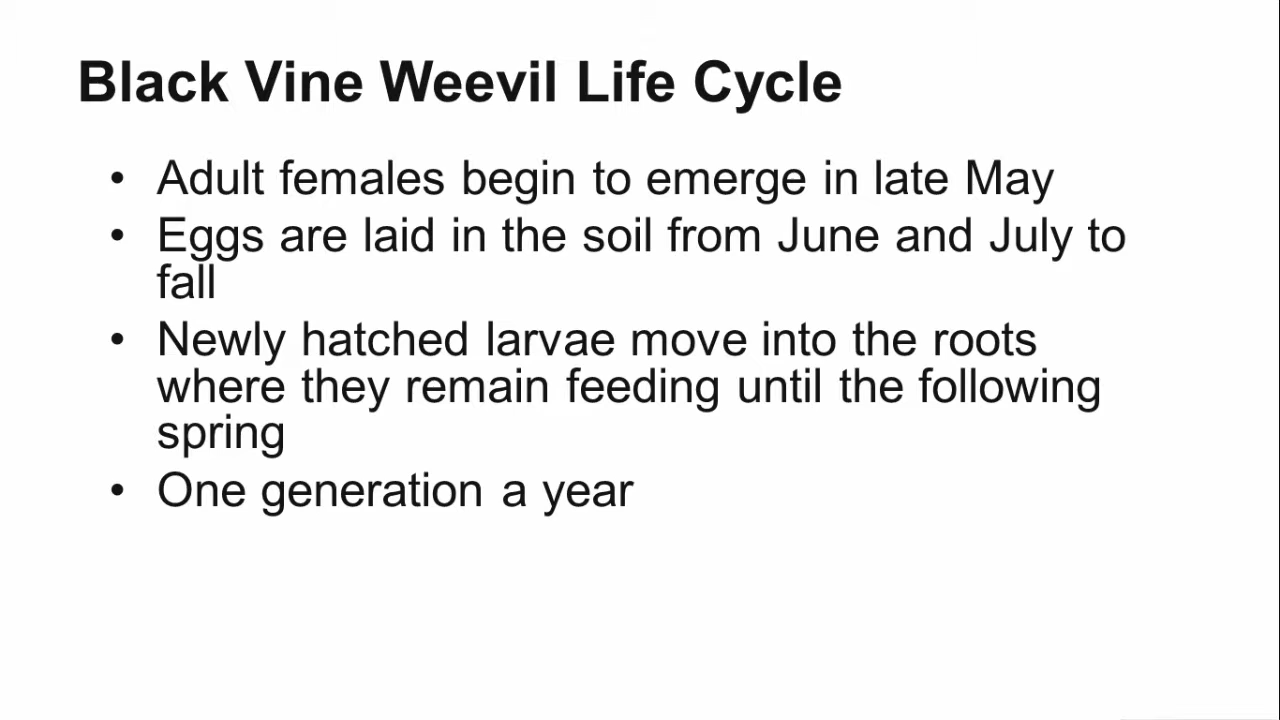 Black Vine Weevil Life Cycle
• Adult females begin to emerge in late May
• Eggs are laid in the soil from June and July to
fall
• Newly hatched larvae move into the roots
where they remain feeding until the following
spring
• One generation a year